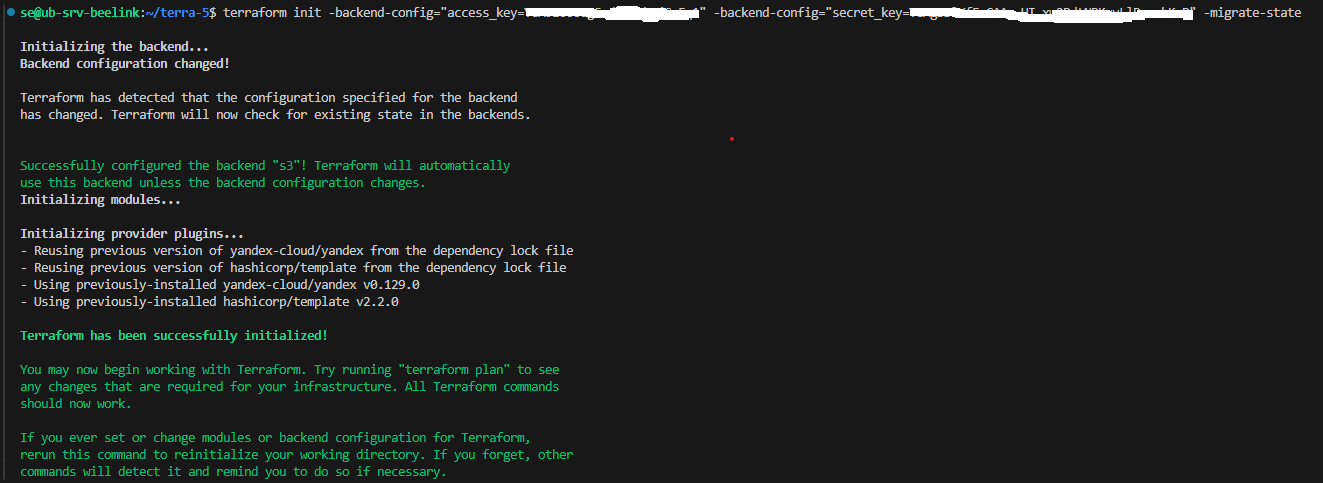 se@ub-srv-beelink:~/terra-5$ terraform init -backend-config="access_key= " -backend-config="secret_key= " -migrate-state
Initializing the backend...
Backend configuration changed!
Terraform has detected that the configuration specified for the backend
has changed. Terraform will now check for existing state in the backends.
Successfully configured the backend "s3"! Terraform will automatically
use this backend unless the backend configuration changes.
Initializing modules...
Initializing provider plugins...
- Reusing previous version of yandex-cloud/yandex from the dependency lock file
- Reusing previous version of hashicorp/template from the dependency lock file
- Using previously-installed yandex-cloud/yandex v0.129.0
- Using previously-installed hashicorp/template v2.2.0
Terraform has been successfully initialized!
You may now begin working with Terraform. Try running "terraform plan" to see
any changes that are required for your infrastructure. All Terraform commands
should now work.
If you ever set or change modules or backend configuration for Terraform,
rerun this command to reinitialize your working directory. If you forget, other
commands will detect it and remind you to do so if necessary.